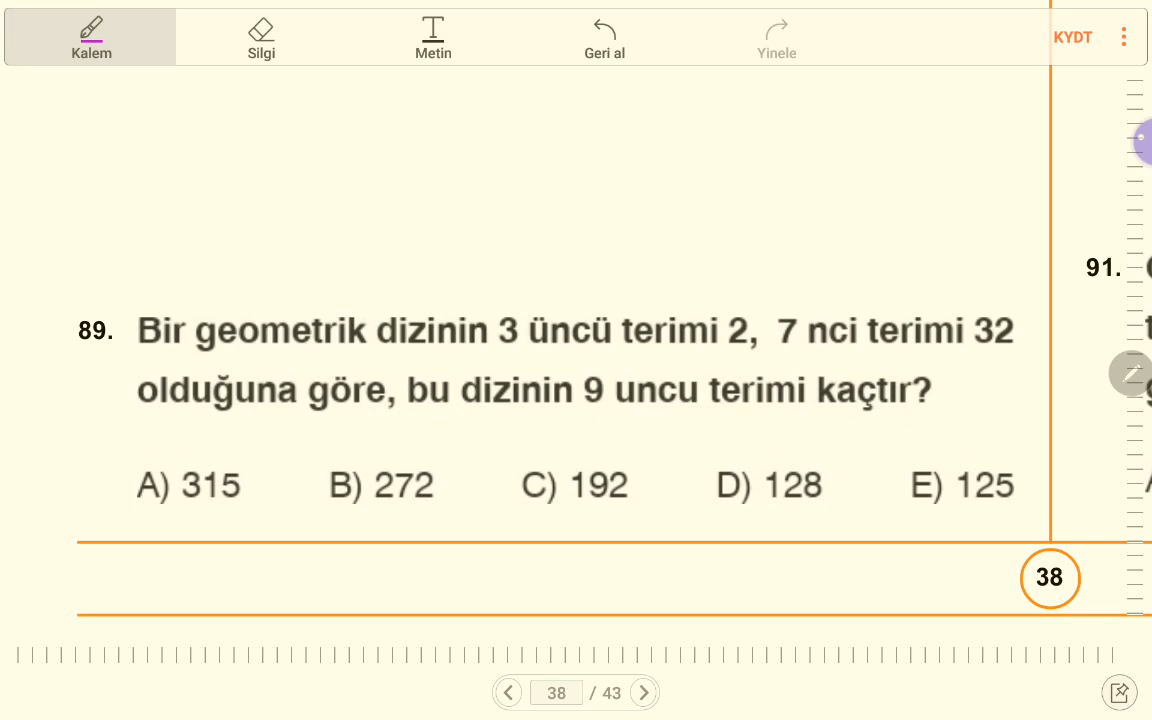 Kalem Silgi Metin Geri al Yinele KYDT
91.
89. Bir geometrik dizinin 3 üncü terimi 2, 7 nci terimi 32
olduğuna göre, bu dizinin 9 uncu terimi kaçtır?
A) 315 B) 272 C) 192 D) 128 E) 125
38
38 / 43